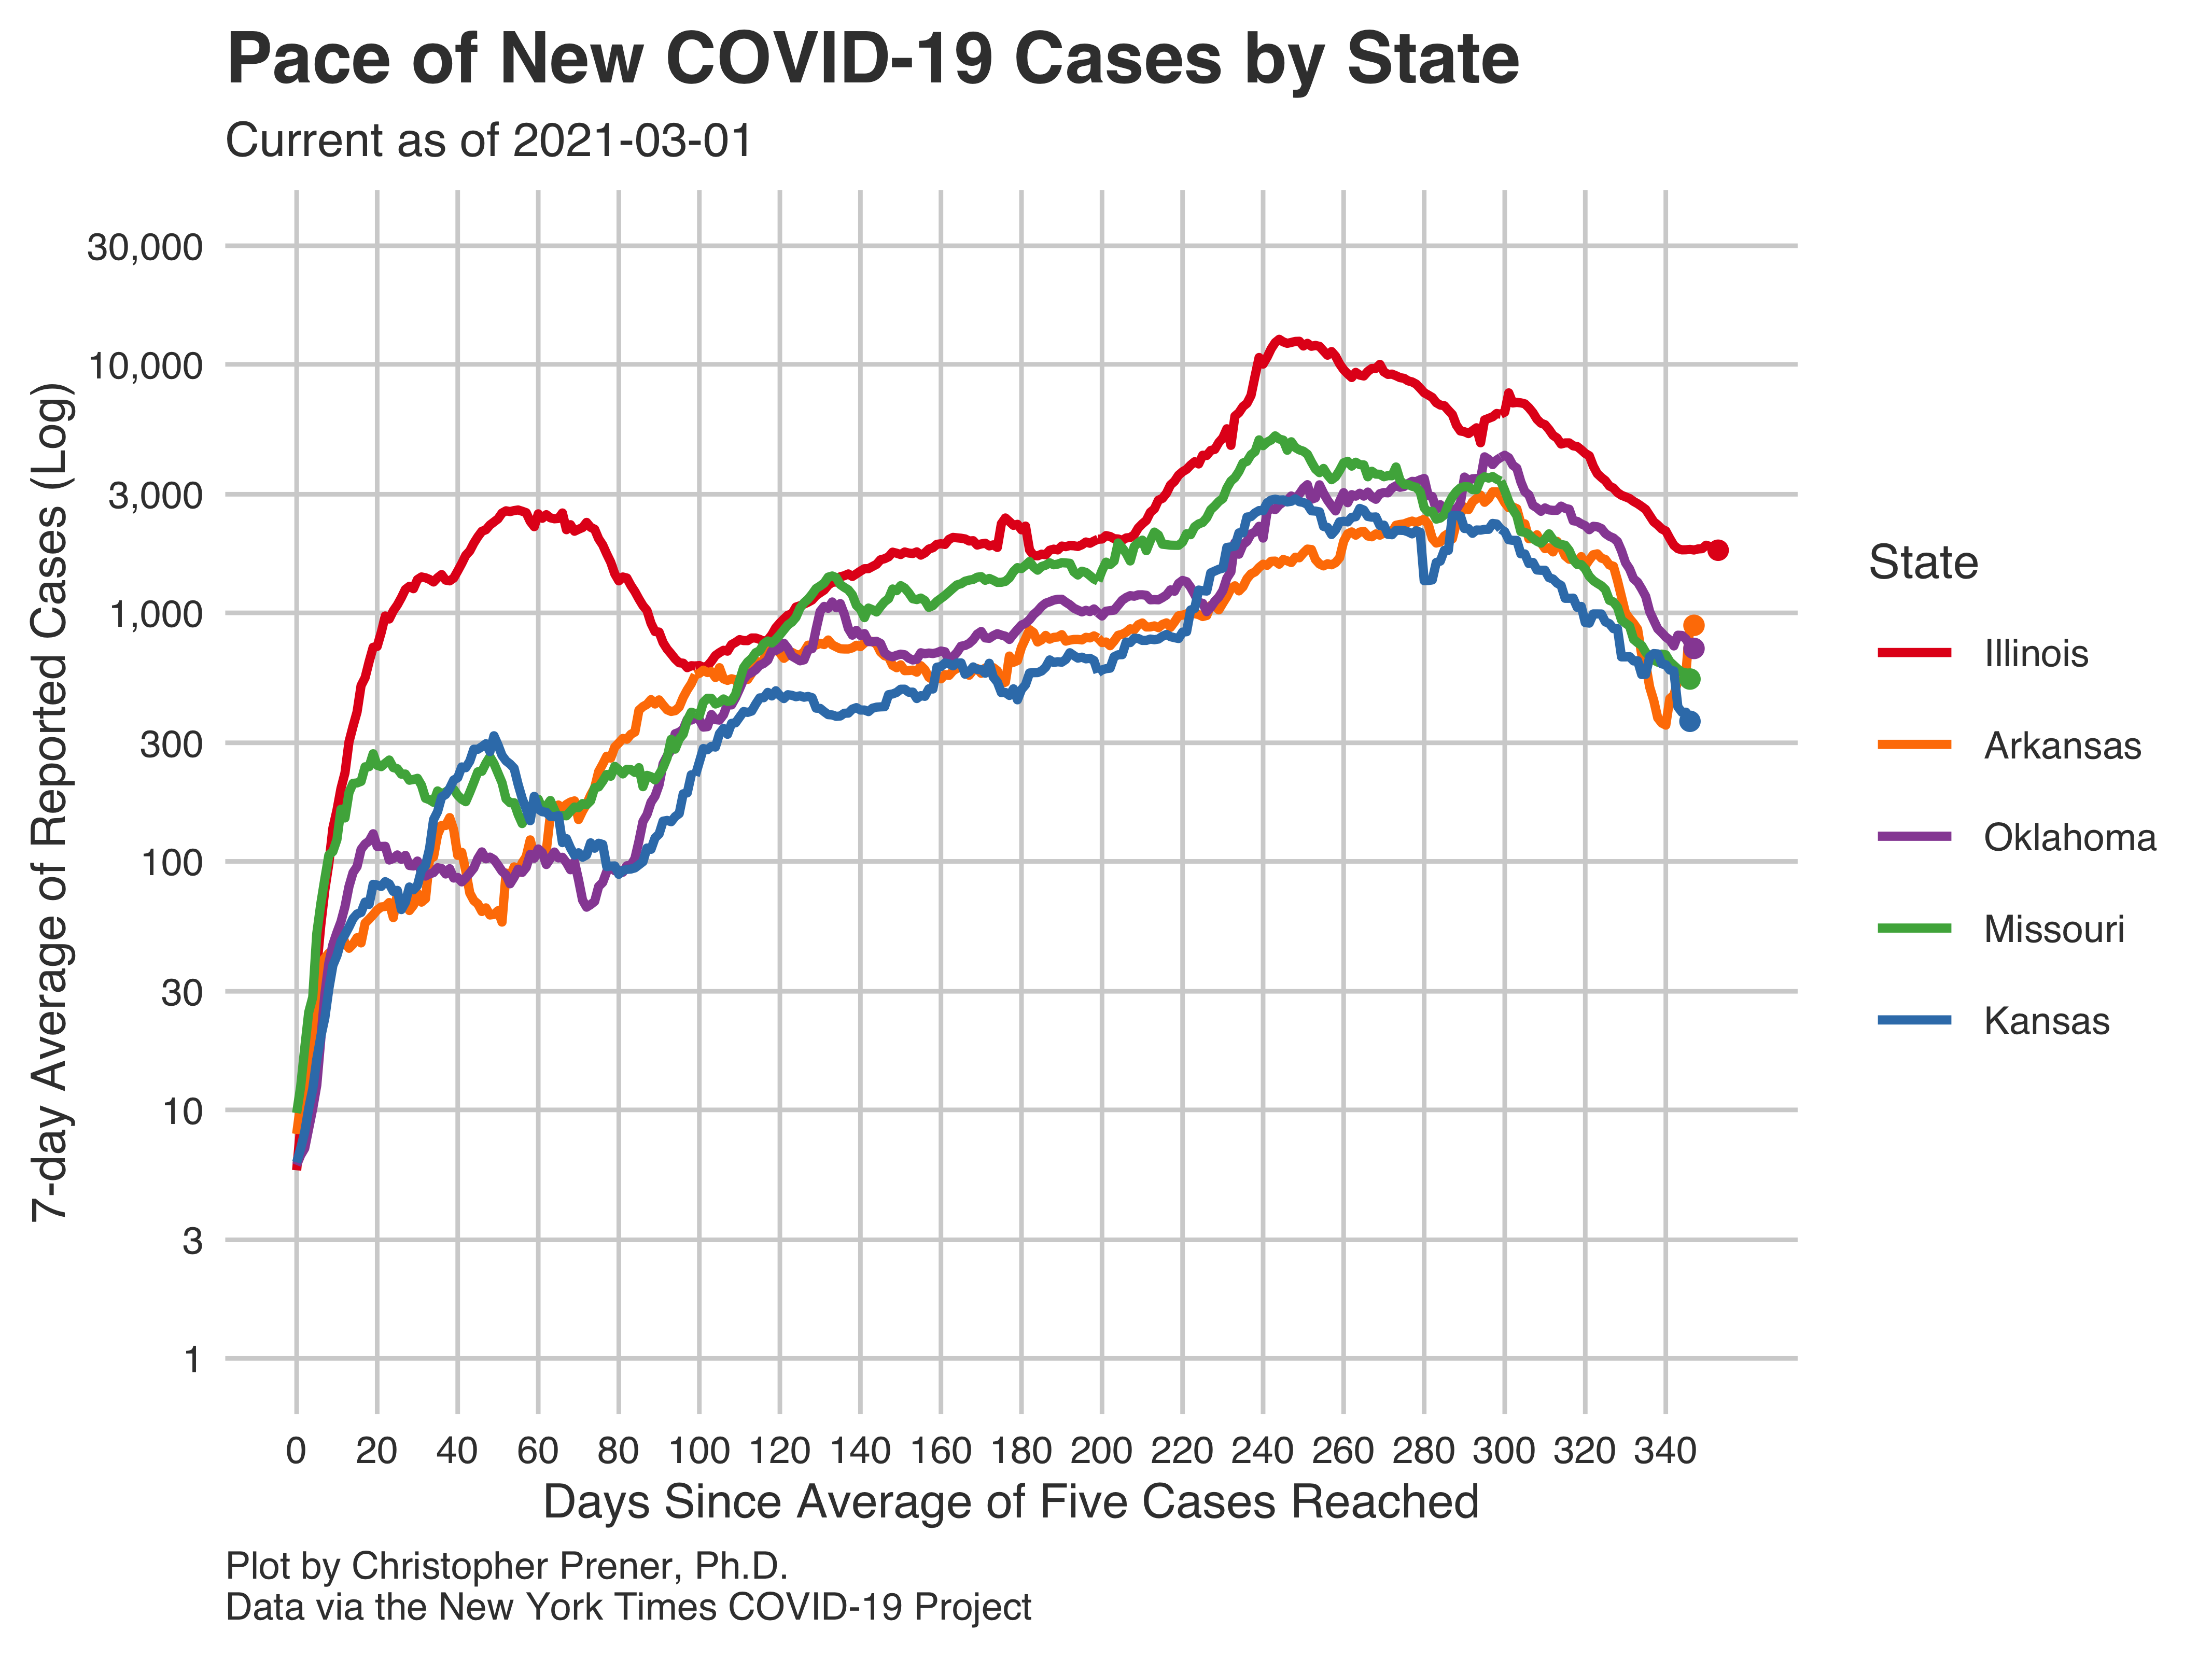 Pace of New COVID-19 Cases by State
Current as of 2021-03-01
7-day Average of Reported Cases (Log)
30,000
10,000
3,000
1,000
300
100
30
10
3
1
0 20 40 60 80 100 120 140 160 180 200 220 240 260 280 300 320 340
Days Since Average of Five Cases Reached
State
Illinois
Arkansas
Oklahoma
Missouri
Kansas
Plot by Christopher Prener, Ph.D.
Data via the New York Times COVID-19 Project